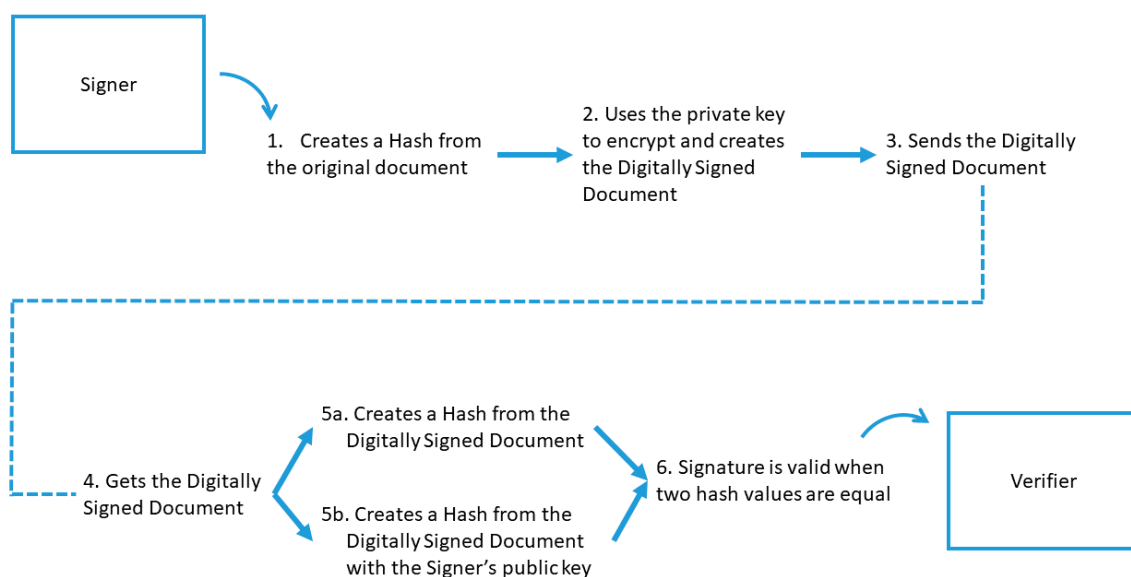 Signer
1. Creates a Hash from
the original document
2. Uses the private key
to encrypt and creates
the Digitally Signed
Document
3. Sends the Digitally
Signed Document
4. Gets the Digitally
Signed Document
5a. Creates a Hash from the
Digitally Signed Document
5b. Creates a Hash from the
Digitally Signed Document
with the Signer's public key
6. Signature is valid when
two hash values are equal
Verifier